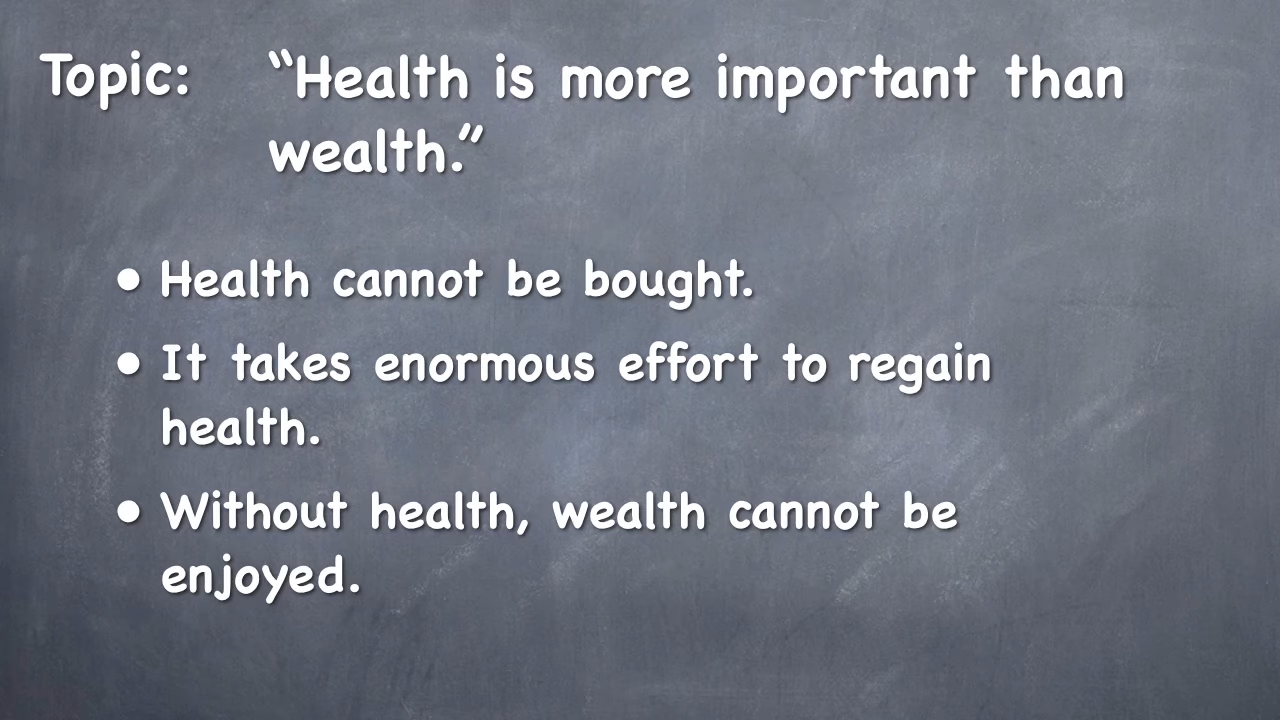 Topic: “Health is more important than
wealth.”
• Health cannot be bought.
• It takes enormous effort to regain
health.
• Without health, wealth cannot be
enjoyed.